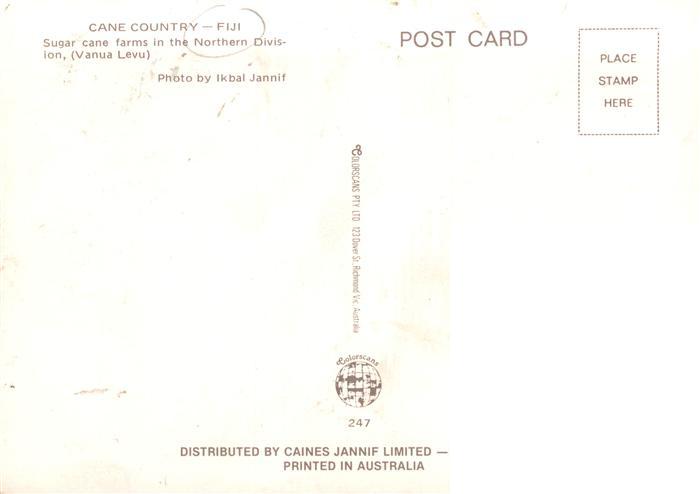 CANE COUNTRY — FIJI
Sugar cane farms in the Northern Divis-
ion, (Vanua Levu)
Photo by Ikbal Jannif
POST CARD
PLACE
STAMP
HERE
COLORSCANS PTY LTD 123 Dover St. Richmond Vic. Australia
Colorscans
247
DISTRIBUTED BY CAINES JANNIF LIMITED —
PRINTED IN AUSTRALIA